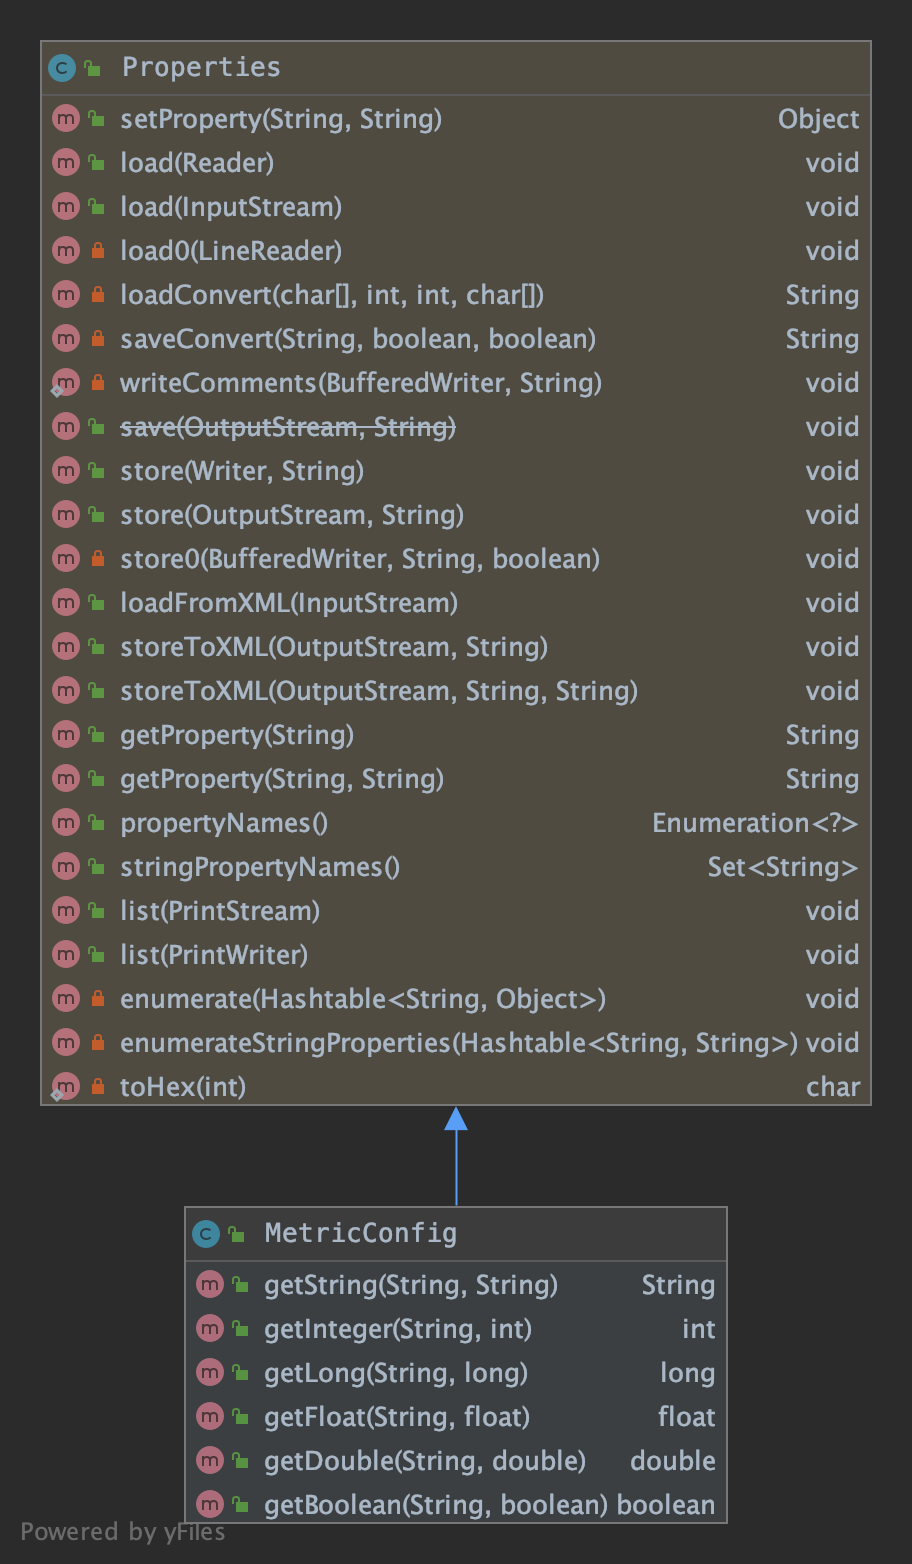 Properties
setProperty(String, String) Object
load(Reader) void
load(InputStream) void
load0(LineReader) void
loadConvert(char[], int, int, char[]) String
saveConvert(String, boolean, boolean) String
writeComments(BufferedWriter, String) void
save(OutputStream, String) void
store(Writer, String) void
store(OutputStream, String) void
store0(BufferedWriter, String, boolean) void
loadFromXML(InputStream) void
storeToXML(OutputStream, String) void
storeToXML(OutputStream, String, String) void
getProperty(String) String
getProperty(String, String) String
propertyNames() Enumeration<?>
stringPropertyNames() Set<String>
list(PrintStream) void
list(PrintWriter) void
enumerate(Hashtable<String, Object>) void
enumerateStringProperties(Hashtable<String, String>) void
toHex(int) char
MetricConfig
getString(String, String) String
getInteger(String, int) int
getLong(String, long) long
getFloat(String, float) float
getDouble(String, double) double
getBoolean(String, boolean) boolean
Powered by yFiles